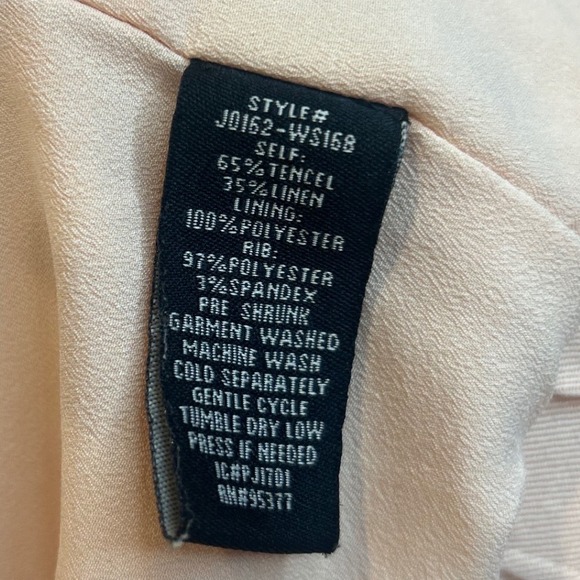 STYLE#
J0162-WS168
SELF:
65%TENCEL
35%LINEN
LINING:
100%POLYESTER
RIB:
97%POLYESTER
3%SPANDEX
PRE SHRUNK
GARMENT WASHED
MACHINE WASH
COLD SEPARATELY
GENTLE CYCLE
TUMBLE DRY LOW
PRESS IF NEEDED
IC#PJ1701
RN#95377